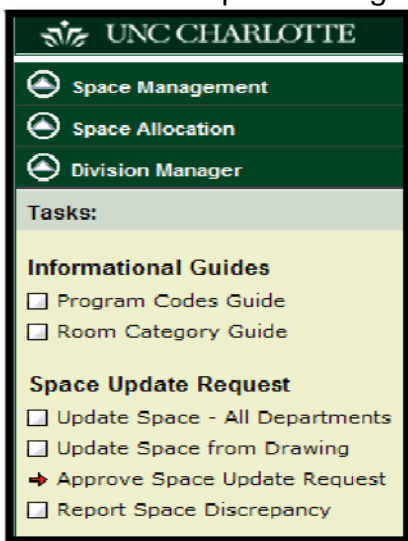 UNC CHARLOTTE
Space Management
Space Allocation
Division Manager
Tasks:
Informational Guides
Program Codes Guide
Room Category Guide
Space Update Request
Update Space - All Departments
Update Space from Drawing
Approve Space Update Request
Report Space Discrepancy